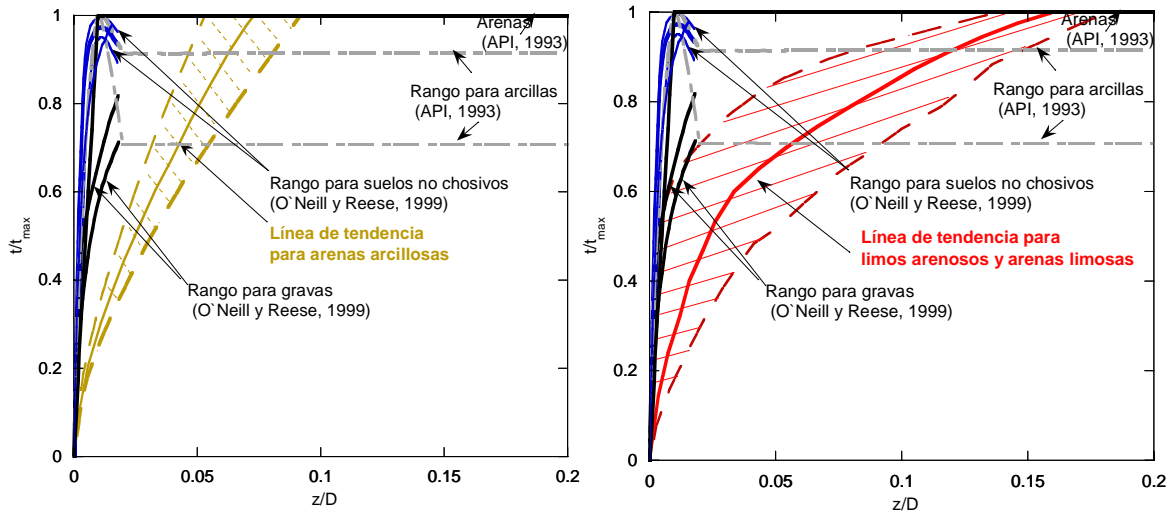 Arenas
(API, 1993)
Rango para arcillas
(API, 1993)
Rango para suelos no chosivos
(O`Neill y Reese, 1999)
Línea de tendencia
para arenas arcillosas
Rango para gravas
(O`Neill y Reese, 1999)
t/t_max
1
0.8
0.6
0.4
0.2
0
0 0.05 0.1 0.15 0.2
z/D
Arenas
(API, 1993)
Rango para arcillas
(API, 1993)
Rango para suelos no chosivos
(O`Neill y Reese, 1999)
Línea de tendencia para
limos arenosos y arenas limosas
Rango para gravas
(O`Neill y Reese, 1999)
t/t_max
1
0.8
0.6
0.4
0.2
0
0 0.05 0.1 0.15 0.2
z/D